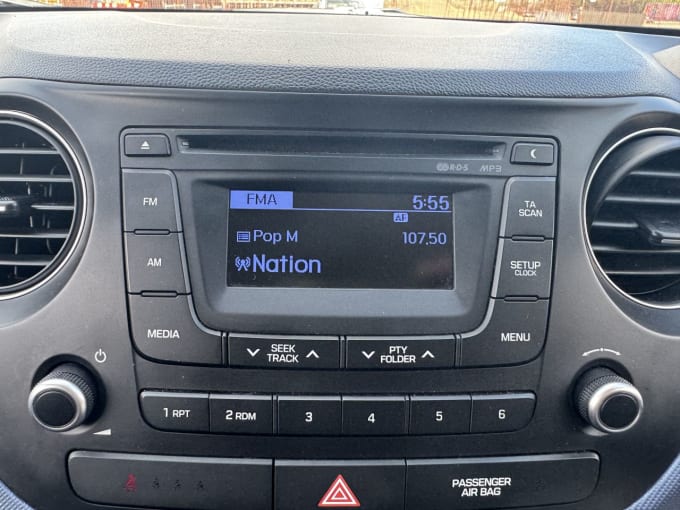 R·D·S MP3
FM
FMA 5:55
TA
SCAN
AF
Pop M 107,50
Nation
AM
SETUP
CLOCK
MEDIA
SEEK
TRACK
PTY
FOLDER
MENU
1 RPT 2 RDM 3 4 5 6
PASSENGER
AIR BAG